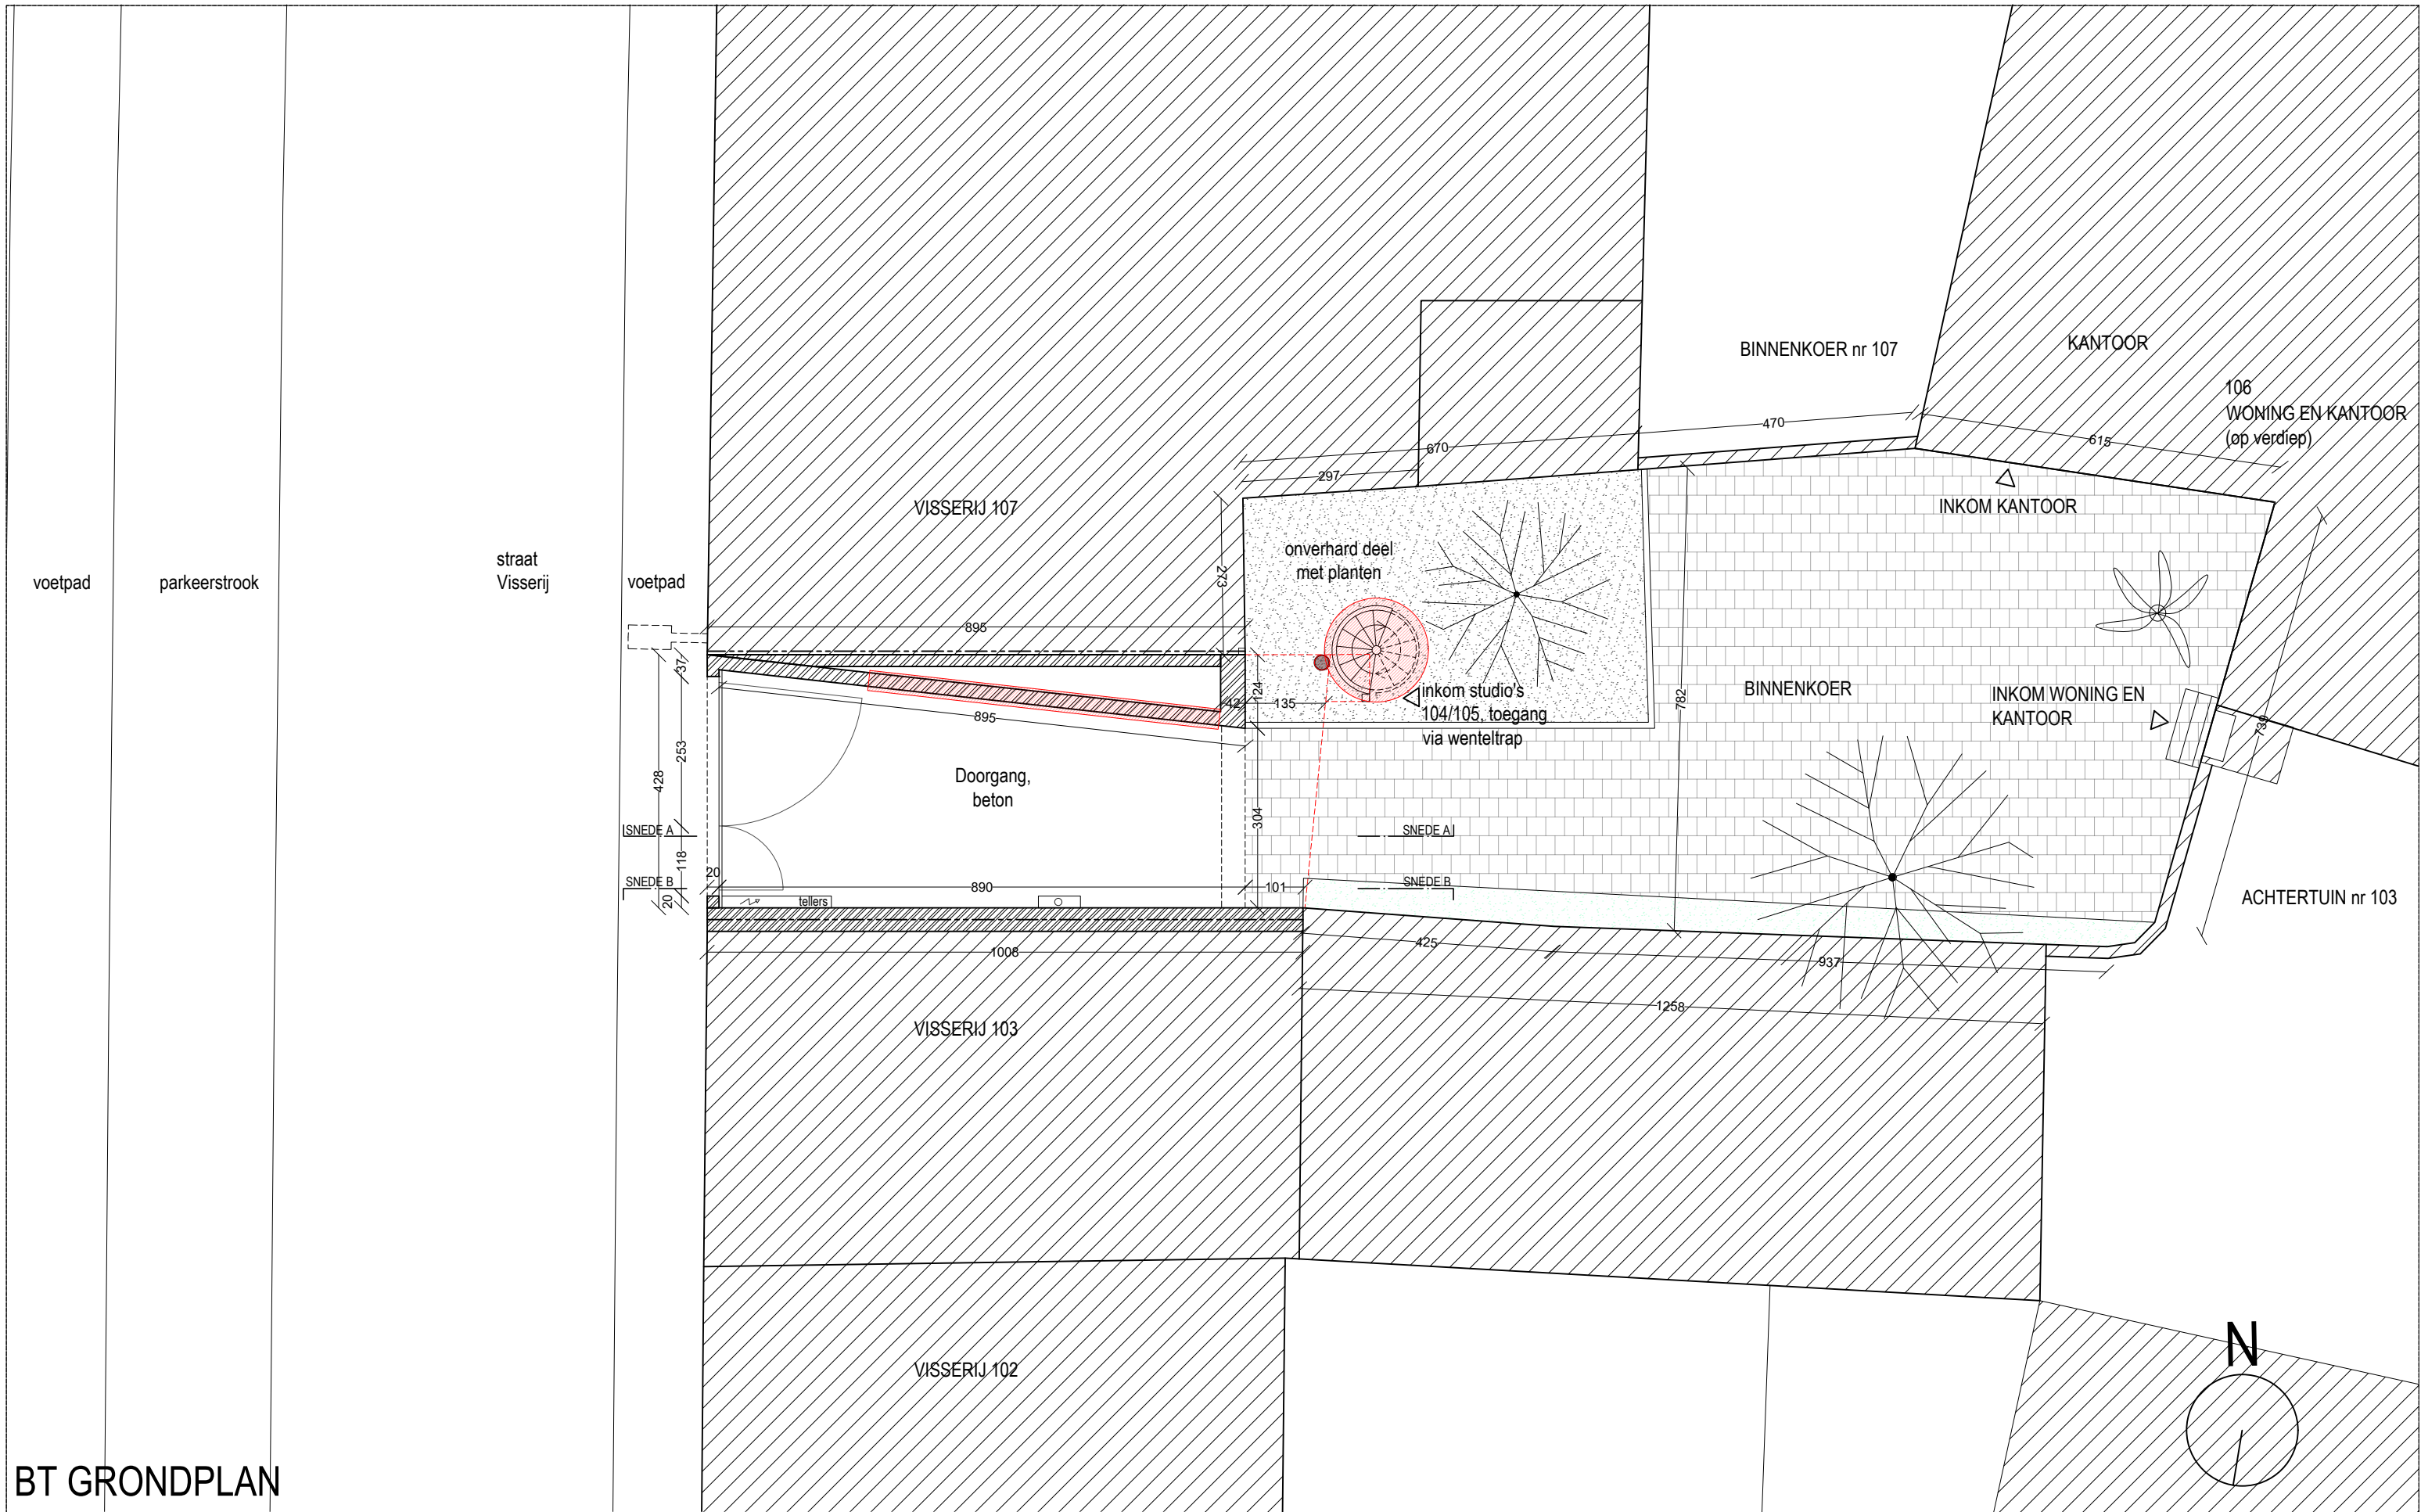 BINNENKOER nr 107
KANTOOR
106
WONING EN KANTOOR
(op verdiep)
470
670
615
297
VISSERIJ 107
INKOM KANTOOR
straat
Visserij
voetpad
parkeerstrook
voetpad
onverhard deel
met planten
273
895
37
124
42
135
inkom studio's
104/105, toegang
via wenteltrap
782
BINNENKOER
INKOM WONING EN
KANTOOR
739
895
253
428
Doorgang,
beton
304
SNEDE A
SNEDE A
118
20
SNEDE B
890
101
SNEDE B
20
tellers
ACHTERTUIN nr 103
1008
425
937
1258
VISSERIJ 103
VISSERIJ 102
N
BT GRONDPLAN